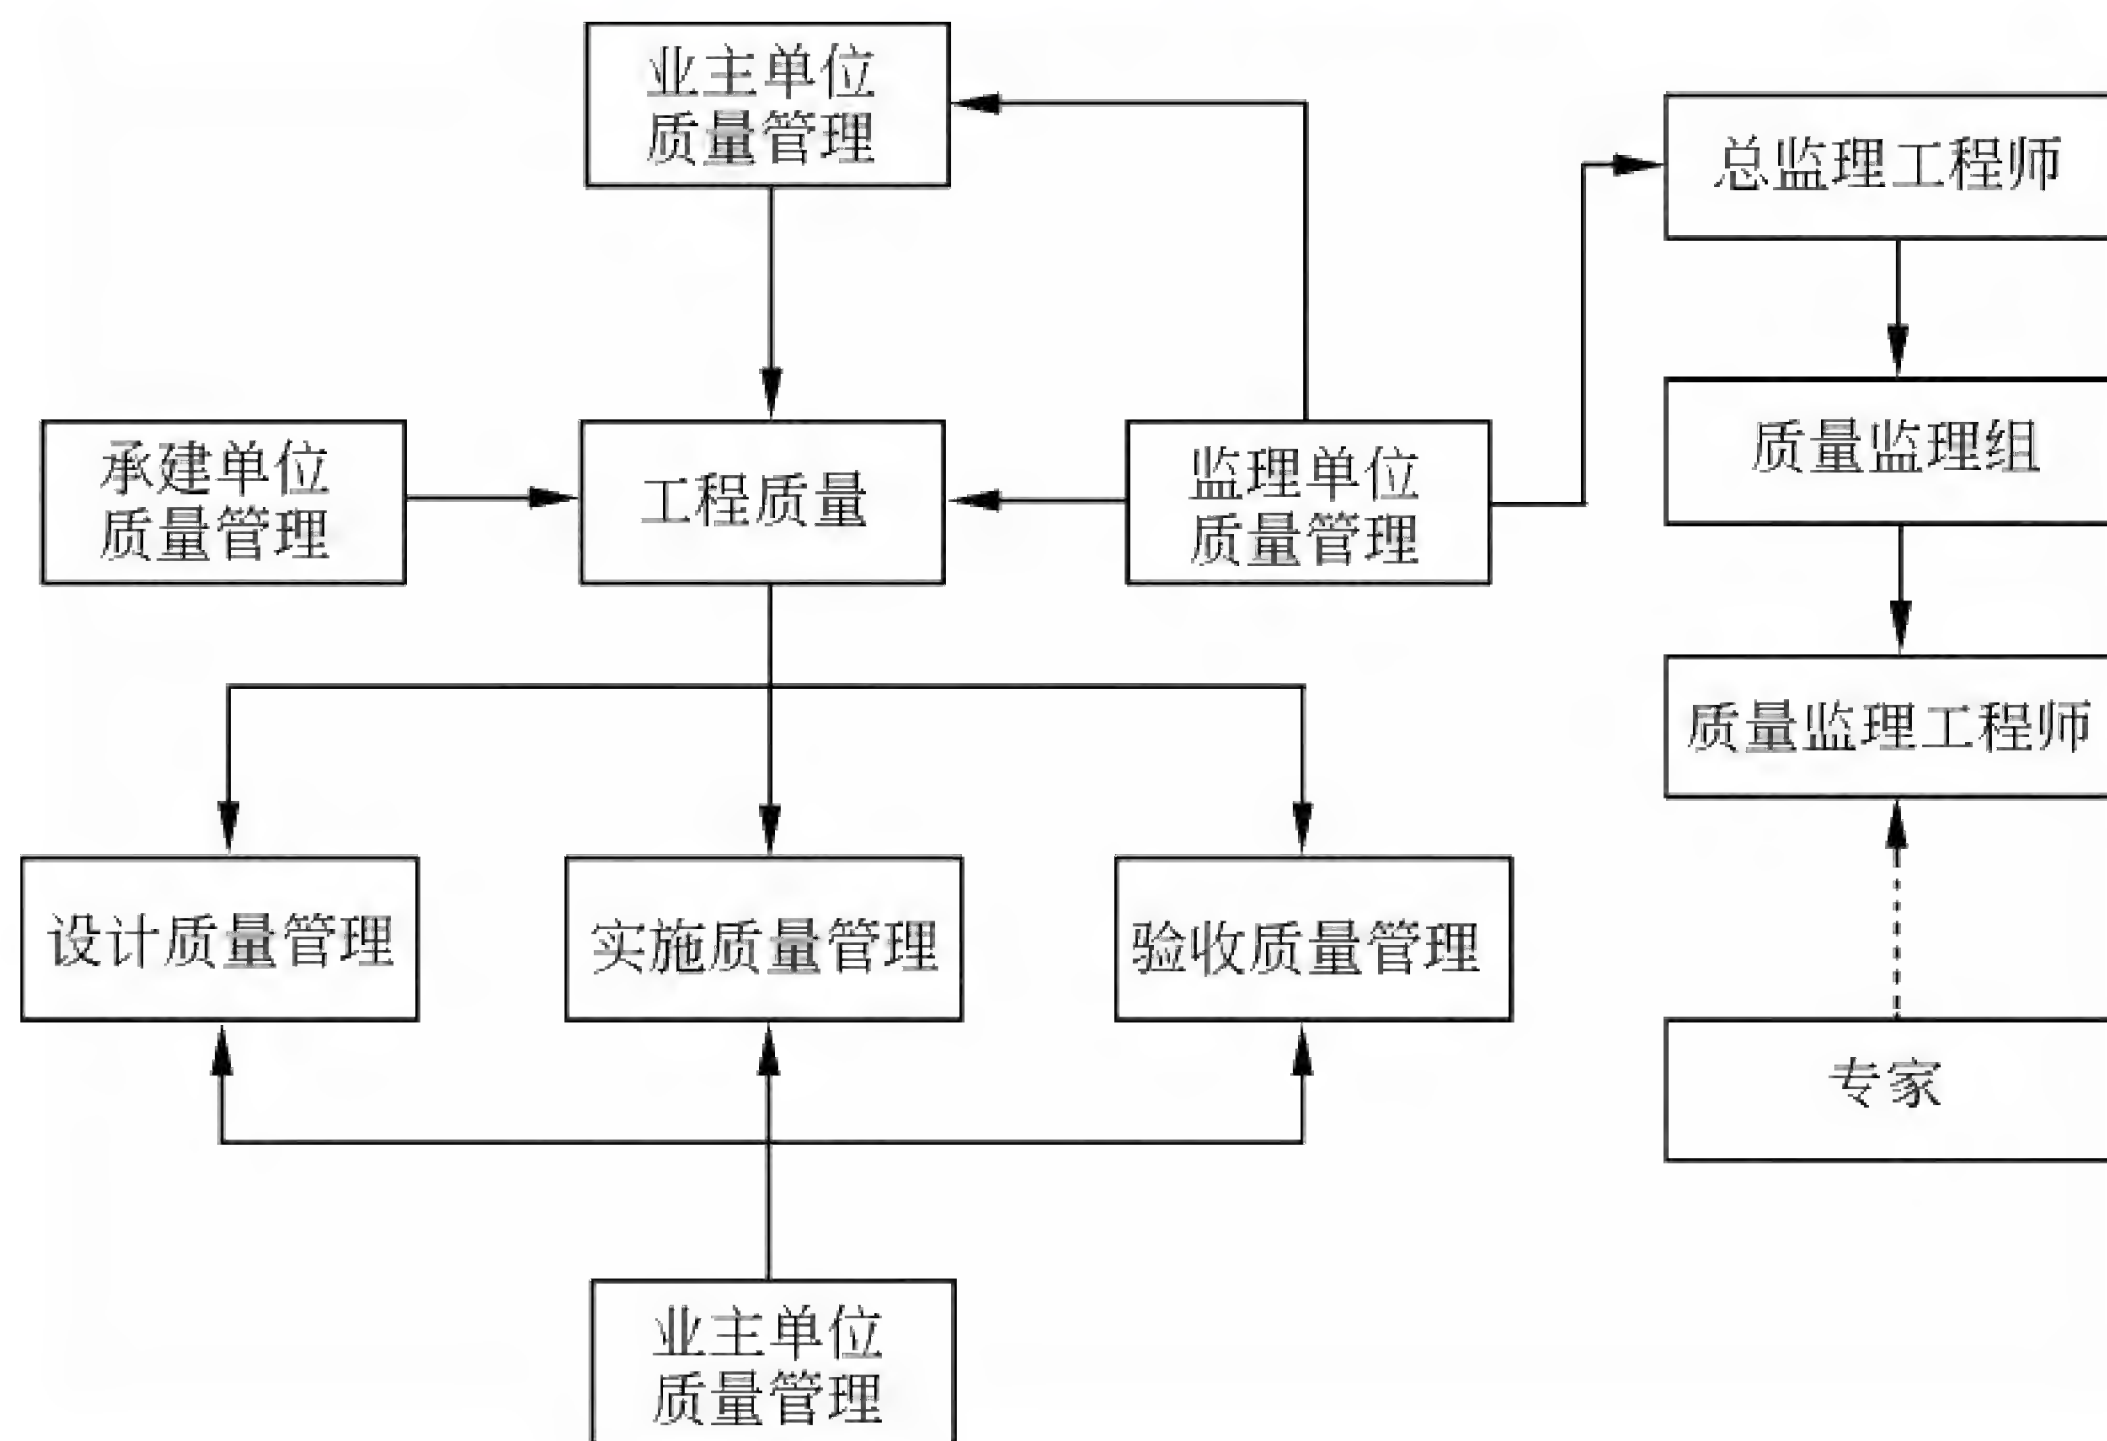 业主单位
质量管理
总监理工程师
承建单位
质量管理
工程质量
监理单位
质量管理
质量监理组
质量监理工程师
设计质量管理
实施质量管理
验收质量管理
专家
业主单位
质量管理